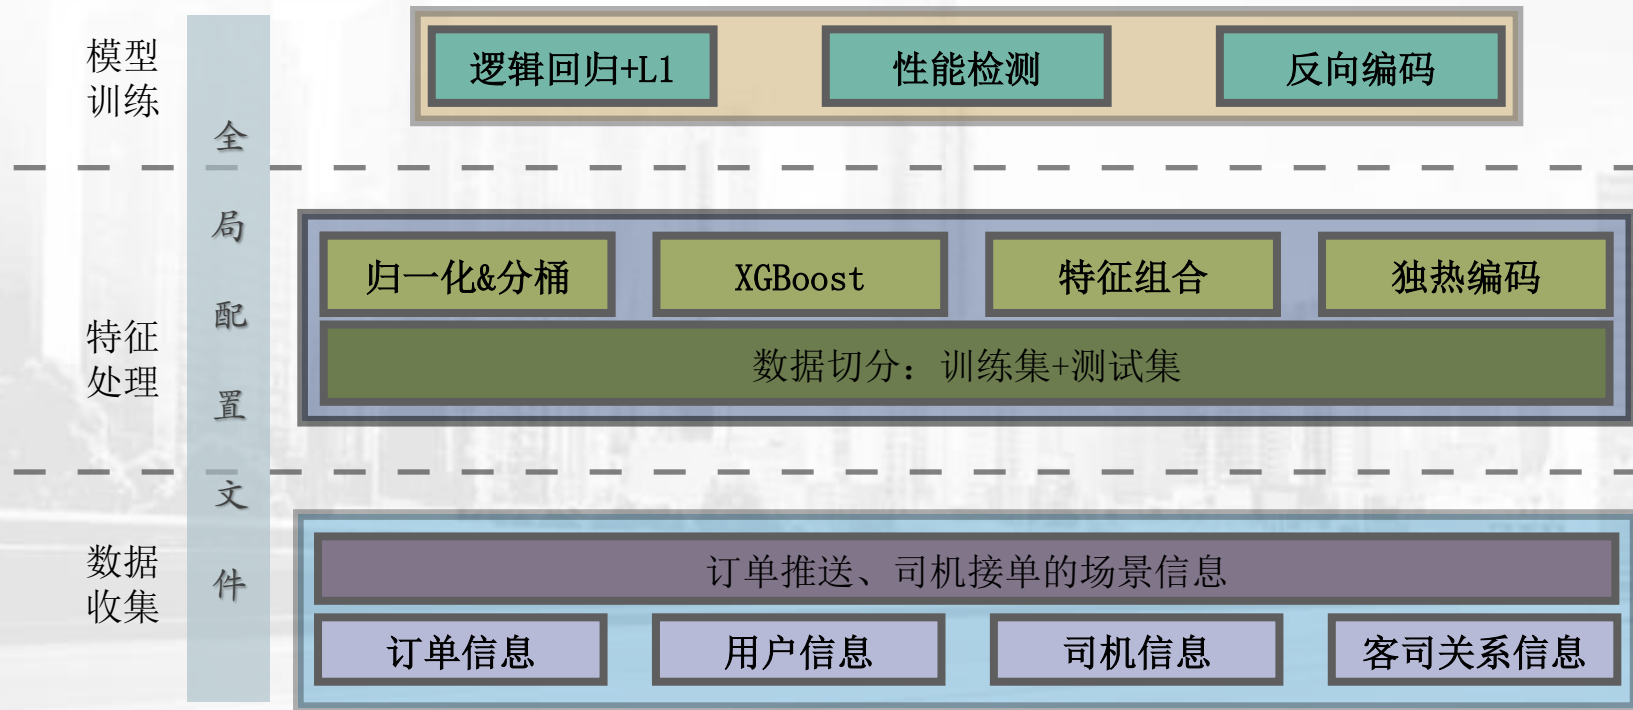 模型
训练
逻辑回归+L1
性能检测
反向编码
全
局
配
置
文
件
特征
处理
归一化&分桶
XGBoost
特征组合
独热编码
数据切分：训练集+测试集
数据
收集
订单推送、司机接单的场景信息
订单信息
用户信息
司机信息
客司关系信息